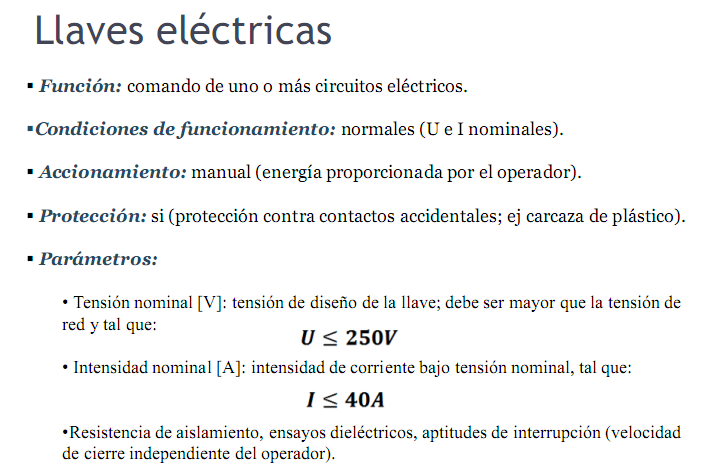 Llaves eléctricas
▪ Función: comando de uno o más circuitos eléctricos.
▪Condiciones de funcionamiento: normales (U e I nominales).
▪ Accionamiento: manual (energía proporcionada por el operador).
▪ Protección: si (protección contra contactos accidentales; ej carcaza de plástico).
▪ Parámetros:
• Tensión nominal [V]: tensión de diseño de la llave; debe ser mayor que la tensión de
red y tal que:
U ≤ 250V
• Intensidad nominal [A]: intensidad de corriente bajo tensión nominal, tal que:
I ≤ 40A
•Resistencia de aislamiento, ensayos dieléctricos, aptitudes de interrupción (velocidad
de cierre independiente del operador).